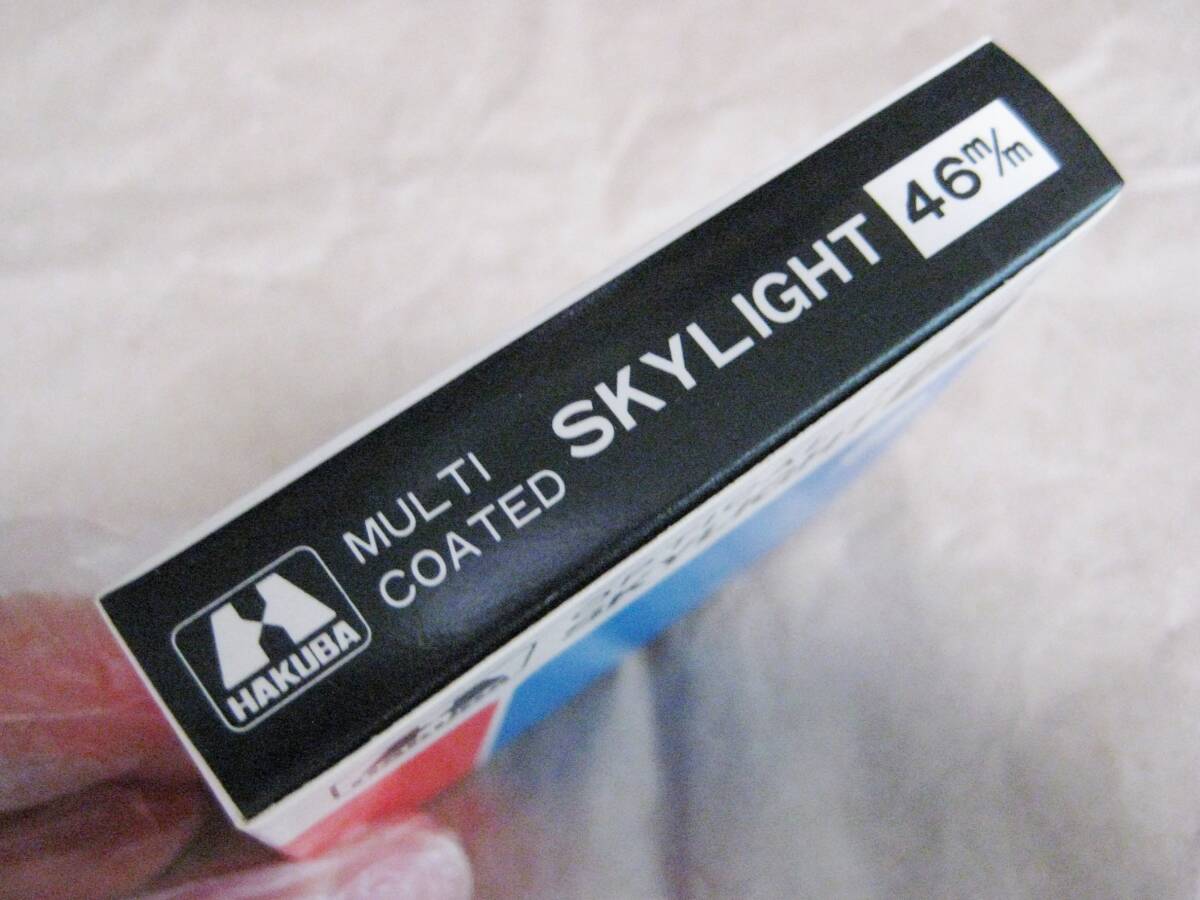 HAKUBA
MULTI
COATED
SKYLIGHT
46m/m